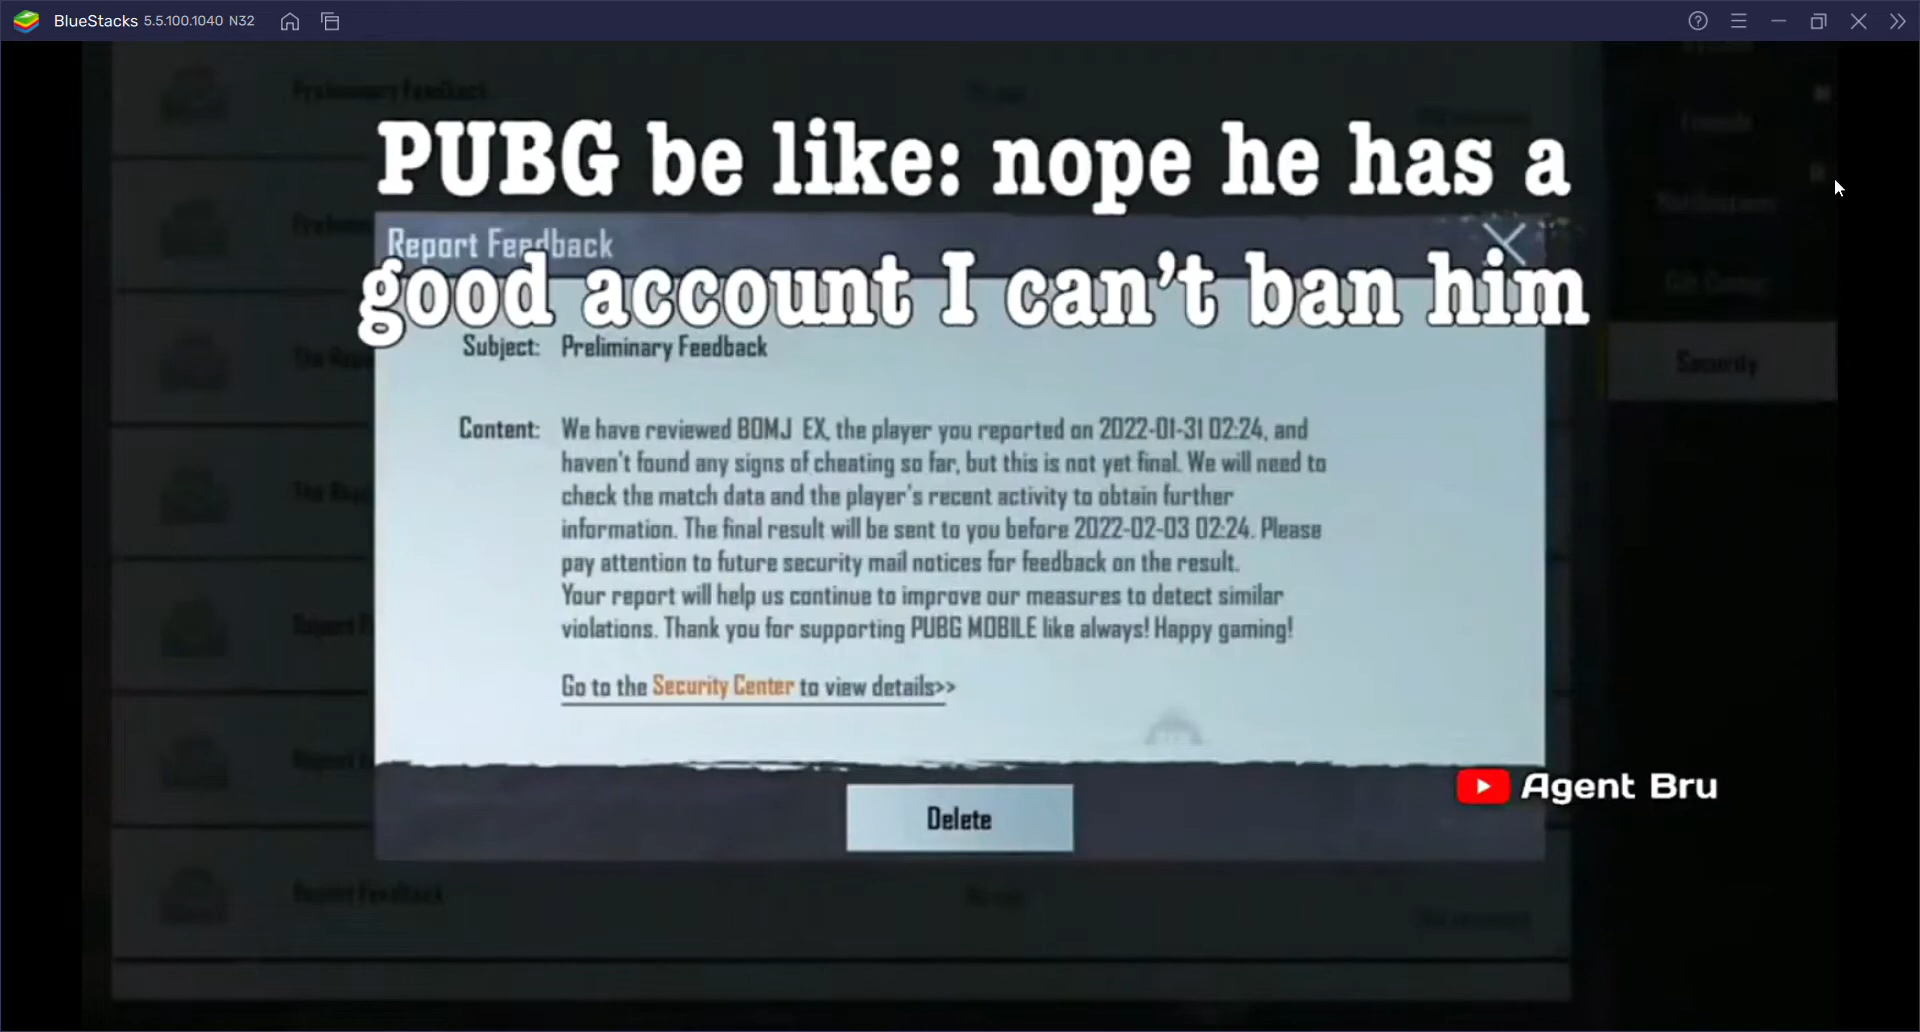 BlueStacks 5.5.100.1040 N32
Preliminary Feedback
PUBG be like: nope he has a
Report Feedback
good account I can't ban him
Subject: Preliminary Feedback
Security
Content: We have reviewed BOMJ EX, the player you reported on 2022-01-31 02:24, and
haven't found any signs of cheating so far, but this is not yet final. We will need to
check the match data and the player's recent activity to obtain further
information. The final result will be sent to you before 2022-02-03 02:24. Please
pay attention to future security mail notices for feedback on the result.
Your report will help us continue to improve our measures to detect similar
violations. Thank you for supporting PUBG MOBILE like always! Happy gaming!
Go to the Security Center to view details>>
Agent Bru
Delete
Report Feedback